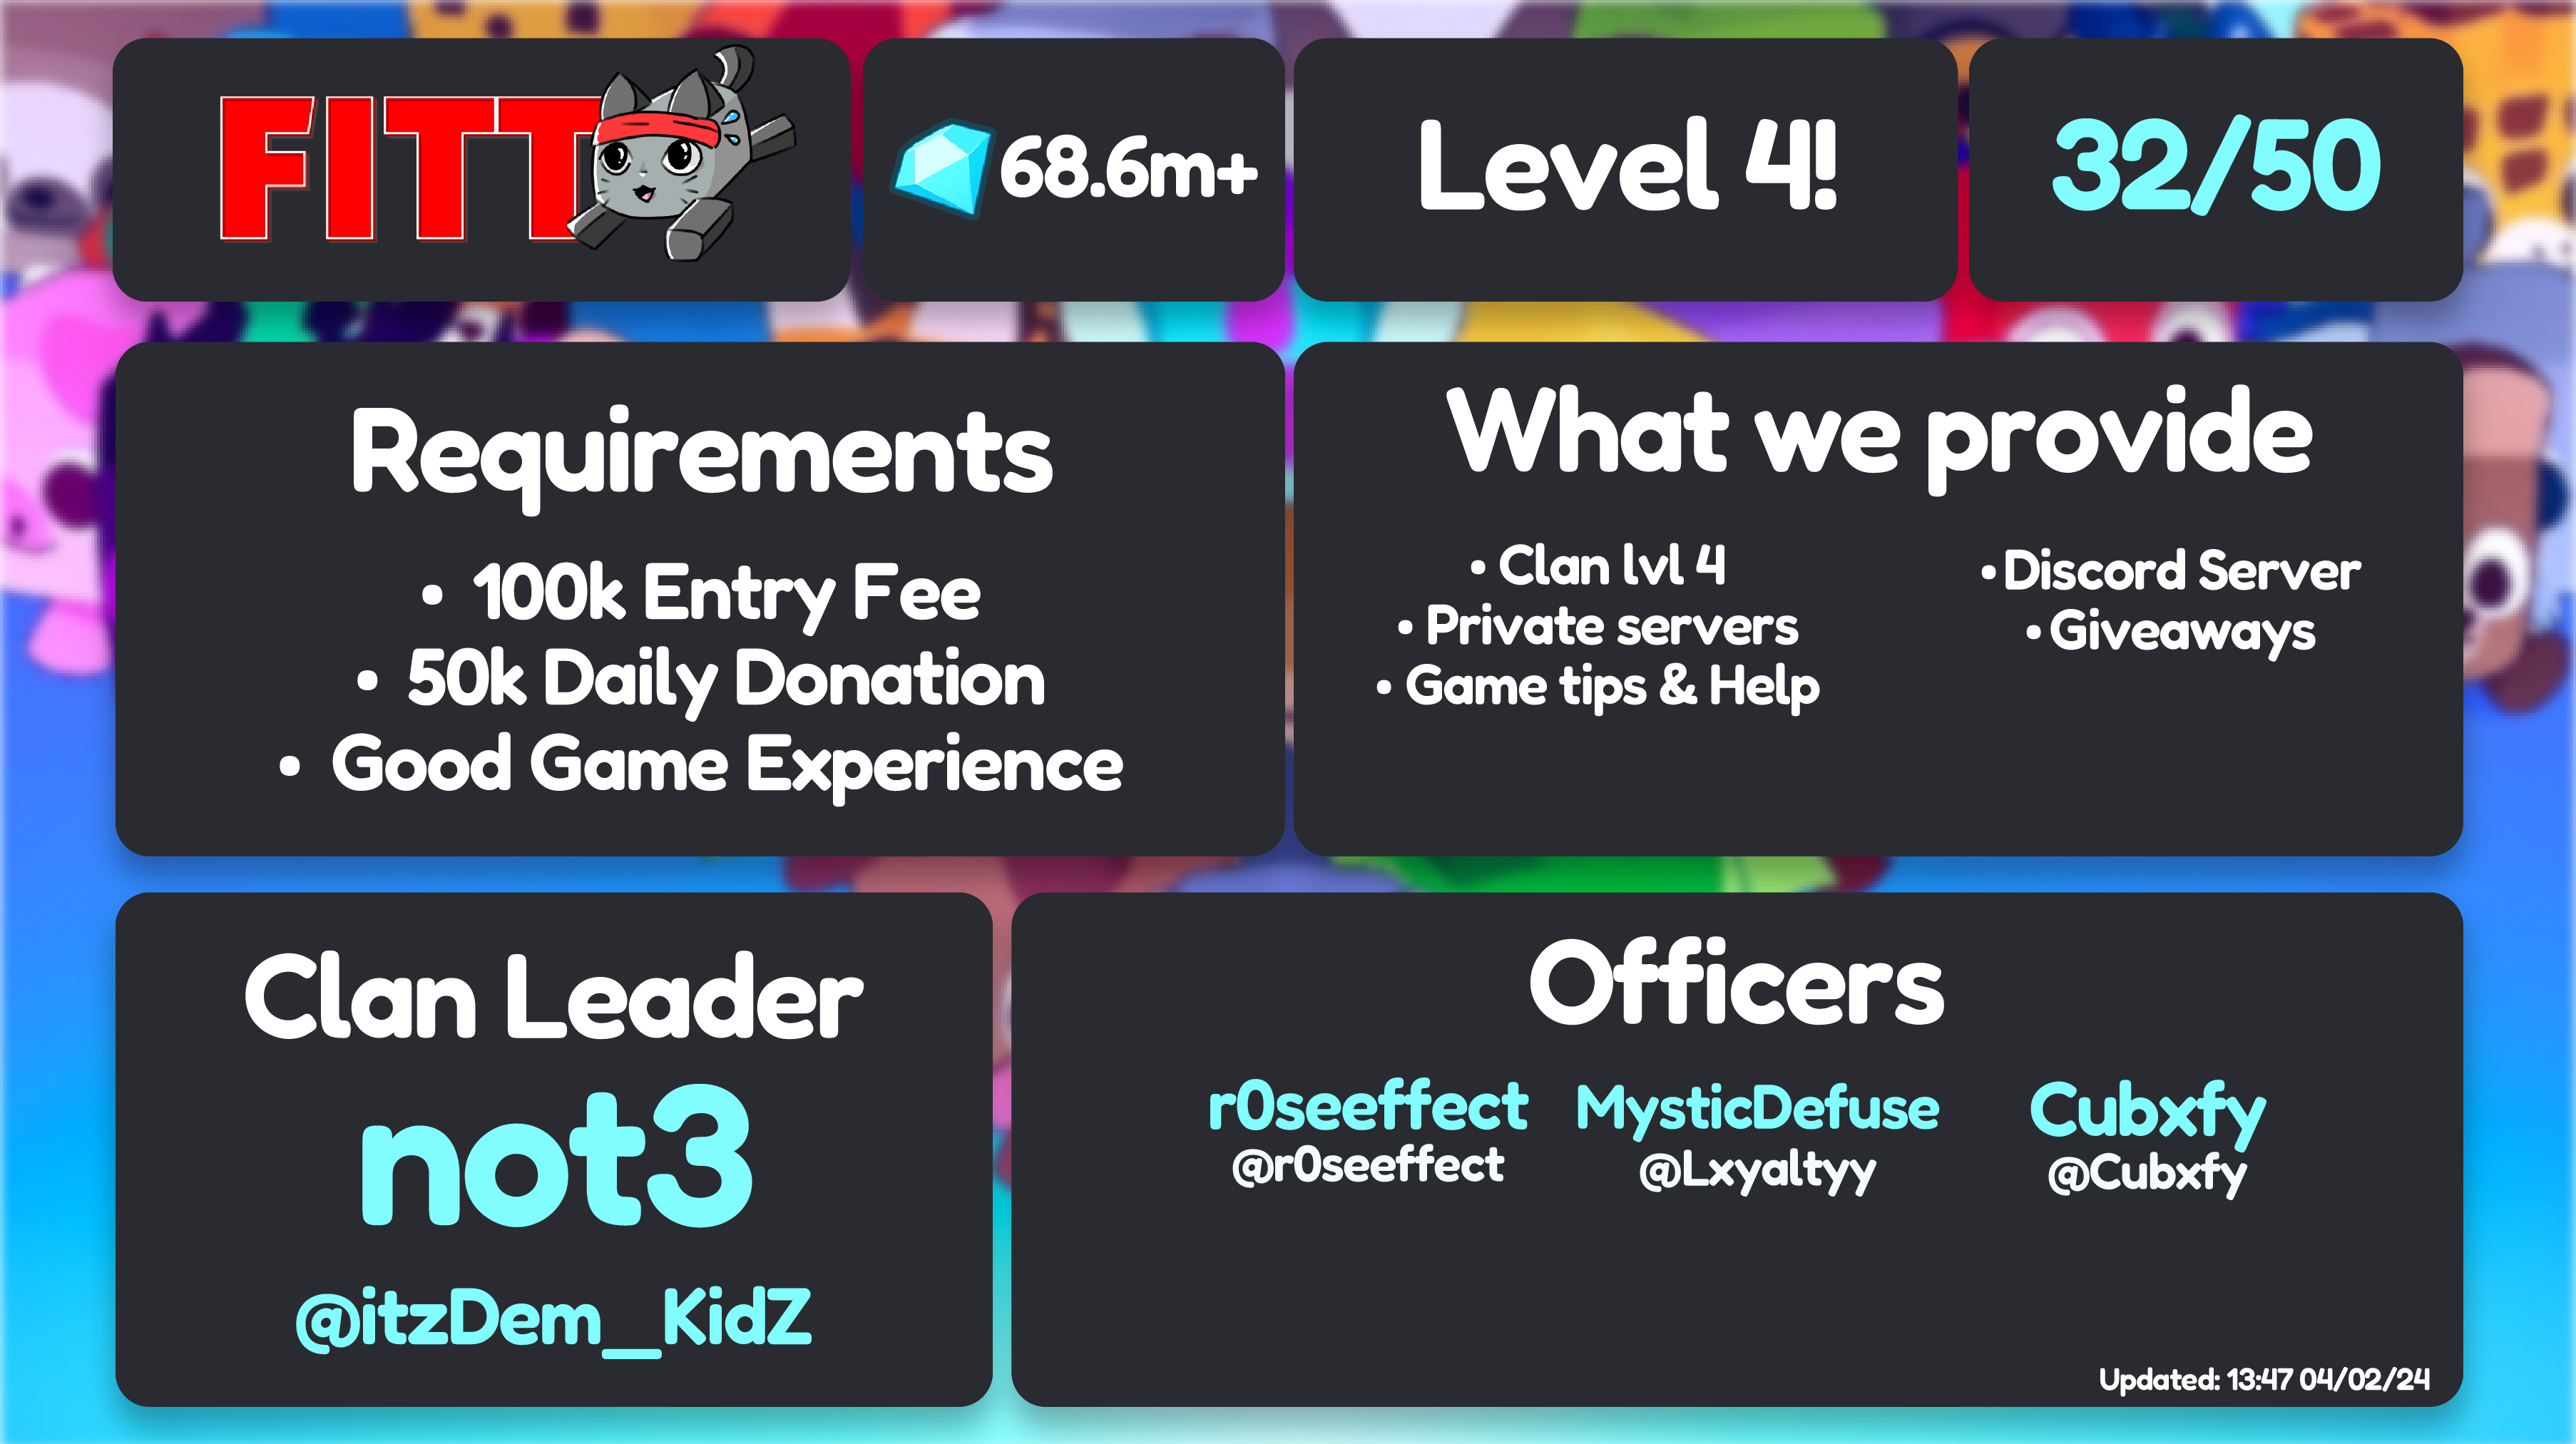 FITT
68.6m+
Level 4!
32/50
Requirements
• 100k Entry Fee
• 50k Daily Donation
• Good Game Experience
What we provide
• Clan lvl 4
• Private servers
• Game tips & Help
• Discord Server
• Giveaways
Clan Leader
not3
@itzDem_KidZ
Officers
r0seeffect
@r0seeffect
MysticDefuse
@Lxyaltyy
Cubxfy
@Cubxfy
Updated: 13:47 04/02/24